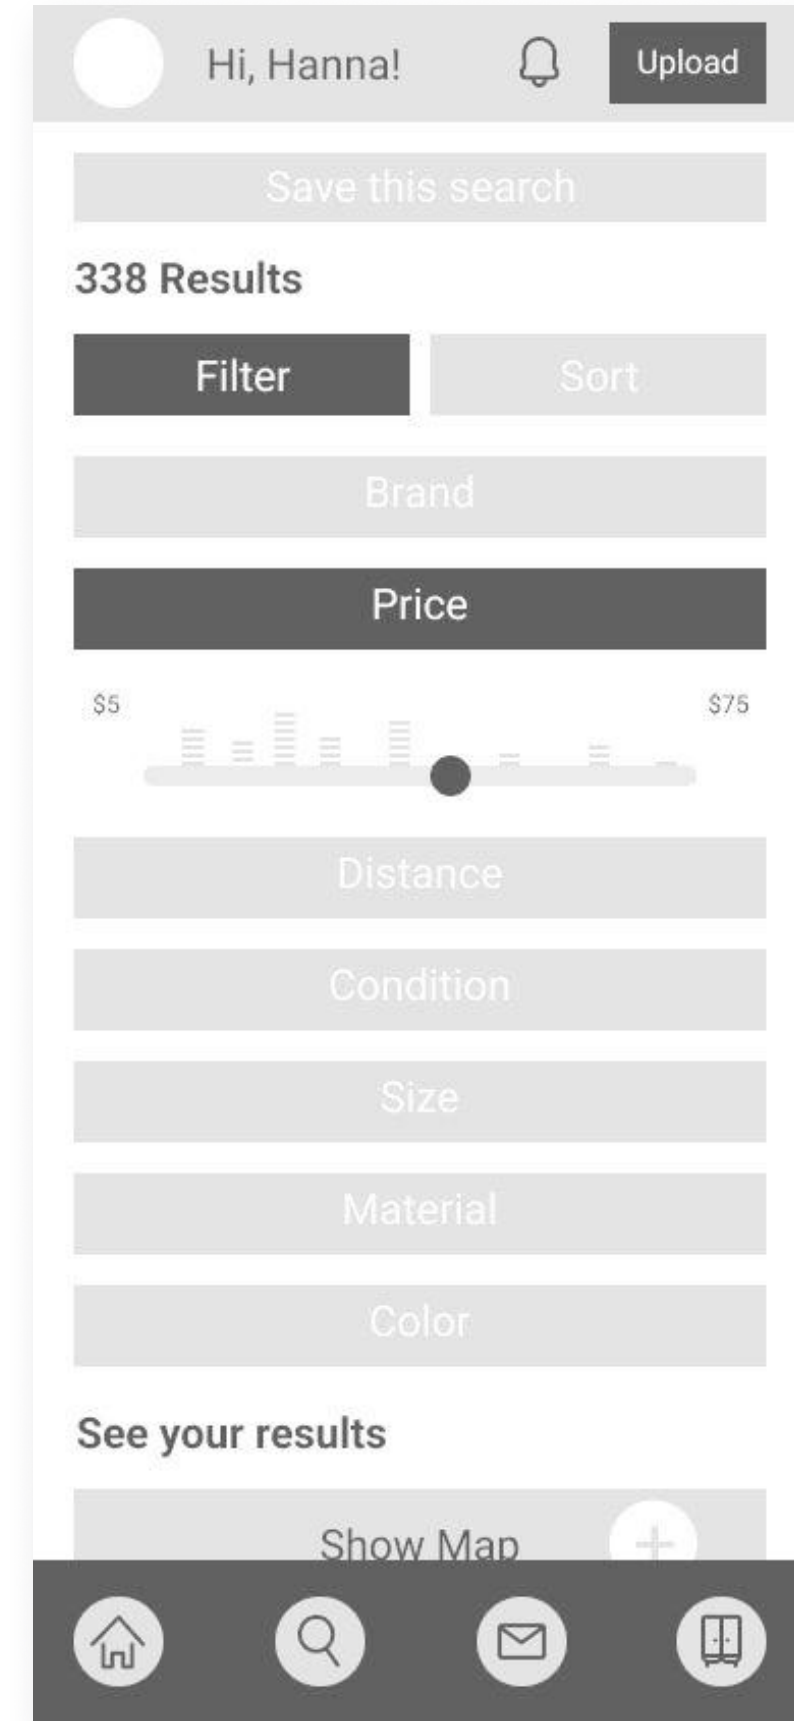 Hi, Hanna!
Upload
Save this search
338 Results
Filter
Sort
Brand
Price
$5
$75
Distance
Condition
Size
Material
Color
See your results
Show Map